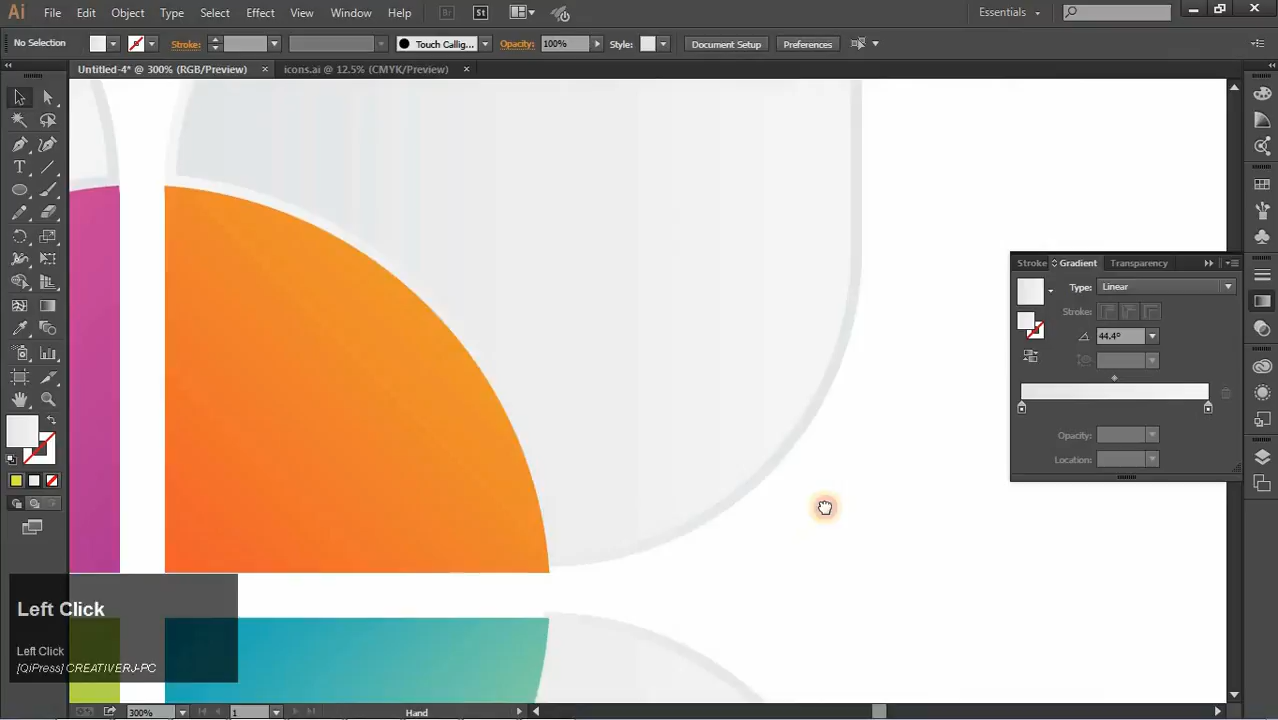 Ai File Edit Object Type Select Effect View Window Help Br St Essentials
No Selection Stroke: Touch Callig... Opacity: 100% Style: Document Setup Preferences
Untitled-4* @ 300% (RGB/Preview) × icons.ai @ 12.5% (CMYK/Preview) ×
Stroke Gradient Transparency
Type: Linear
Stroke:
44.4°
Opacity:
Location:
Left Click
Left Click
[QiPress] CREATIVERJ-PC
300% 1 Hand